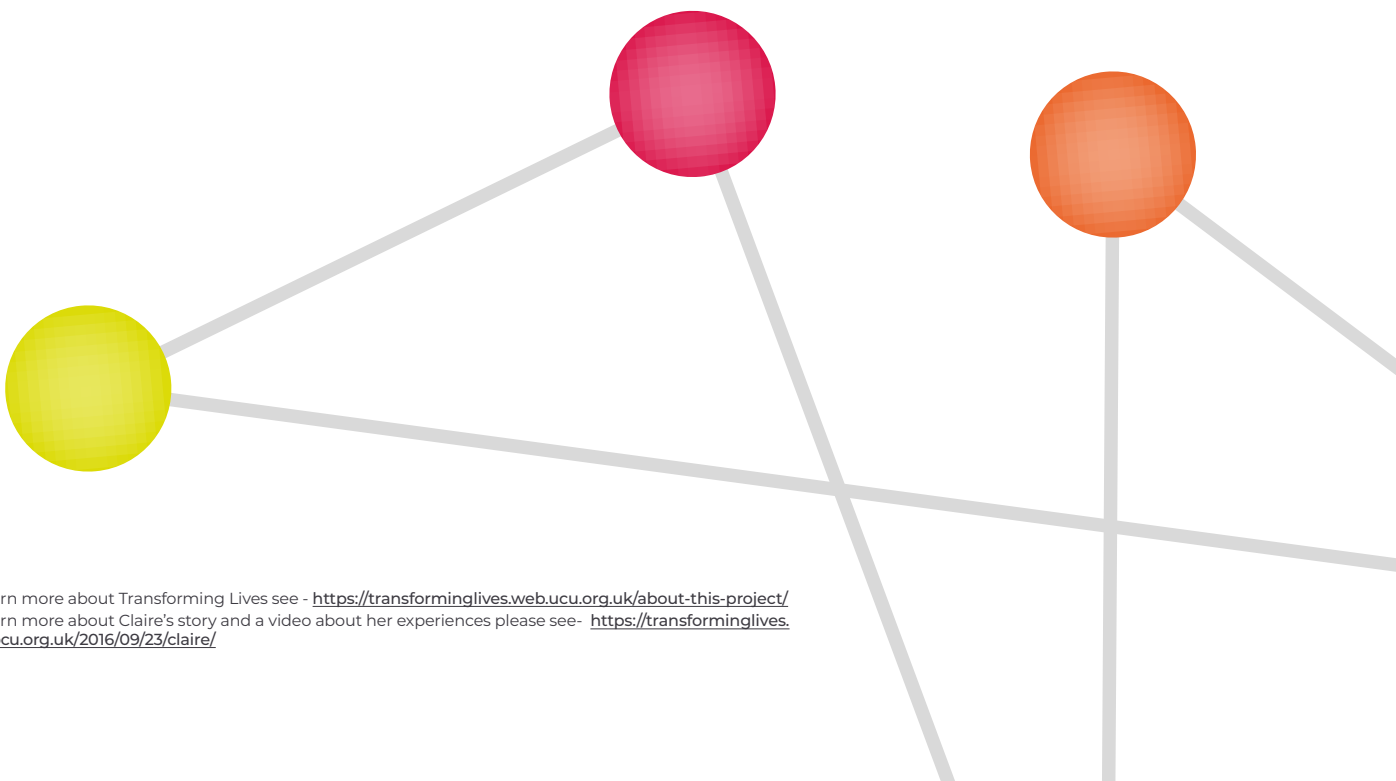 rn more about Transforming Lives see - https://transforminglives.web.ucu.org.uk/about-this-project/
rn more about Claire’s story and a video about her experiences please see- https://transforminglives.
cu.org.uk/2016/09/23/claire/